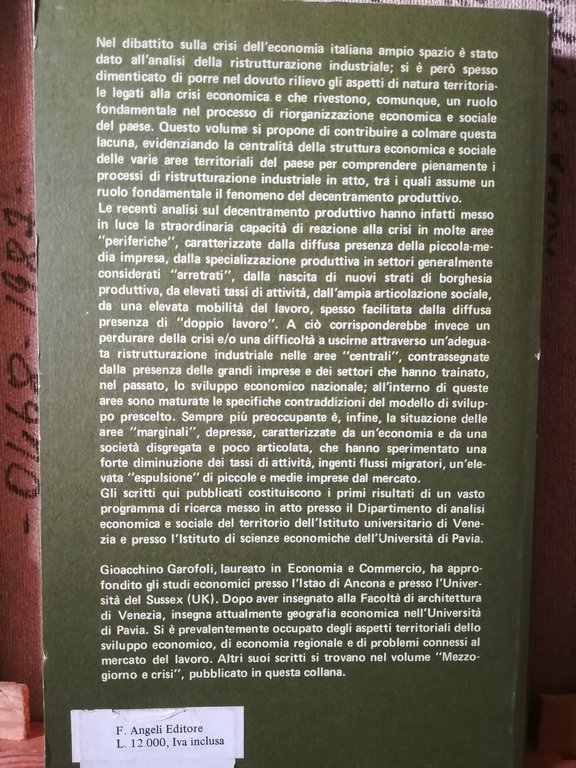 Nel dibattito sulla crisi dell'economia italiana ampio spazio è stato
dato all'analisi della ristrutturazione industriale; si è però spesso
dimenticato di porre nel dovuto rilievo gli aspetti di natura territoria-
le legati alla crisi economica e che rivestono, comunque, un ruolo
fondamentale nel processo di riorganizzazione economica e sociale
del paese. Questo volume si propone di contribuire a colmare questa
lacuna, evidenziando la centralità della struttura economica e sociale
delle varie aree territoriali del paese per comprendere pienamente i
processi di ristrutturazione industriale in atto, tra i quali assume un
ruolo fondamentale il fenomeno del decentramento produttivo.
Le recenti analisi sul decentramento produttivo hanno infatti messo
in luce la straordinaria capacità di reazione alla crisi in molte aree
"periferiche", caratterizzate dalla diffusa presenza della piccola-me-
dia impresa, dalla specializzazione produttiva in settori generalmente
considerati "arretrati", dalla nascita di nuovi strati di borghesia
produttiva, da elevati tassi di attività, dall'ampia articolazione sociale,
da una elevata mobilità del lavoro, spesso facilitata dalla diffusa
presenza di "doppio lavoro". A ciò corrisponderebbe invece un
perdurare della crisi e/o una difficoltà a uscirne attraverso un'adegua-
ta ristrutturazione industriale nelle aree "centrali", contrassegnate
dalla presenza delle grandi imprese e dei settori che hanno trainato,
nel passato, lo sviluppo economico nazionale; all'interno di queste
aree sono maturate le specifiche contraddizioni del modello di svilup-
po prescelto. Sempre più preoccupante è, infine, la situazione delle
aree "marginali", depresse, caratterizzate da un'economia e da una
società disgregata e poco articolata, che hanno sperimentato una
forte diminuzione dei tassi di attività, ingenti flussi migratori, un'ele-
vata "espulsione" di piccole e medie imprese dal mercato.
Gli scritti qui pubblicati costituiscono i primi risultati di un vasto
programma di ricerca messo in atto presso il Dipartimento di analisi
economica e sociale del territorio dell'Istituto universitario di Vene-
zia e presso l'Istituto di scienze economiche dell'Università di Pavia.
Gioacchino Garofoli, laureato in Economia e Commercio, ha appro-
fondito gli studi economici presso l'Istao di Ancona e presso l'Univer-
sità del Sussex (UK). Dopo aver insegnato alla Facoltà di architettura
di Venezia, insegna attualmente geografia economica nell'Università
di Pavia. Si è prevalentemente occupato degli aspetti territoriali dello
sviluppo economico, di economia regionale e di problemi connessi al
mercato del lavoro. Altri suoi scritti si trovano nel volume "Mezzo-
giorno e crisi", pubblicato in questa collana.
F. Angeli Editore
L. 12.000, Iva inclusa